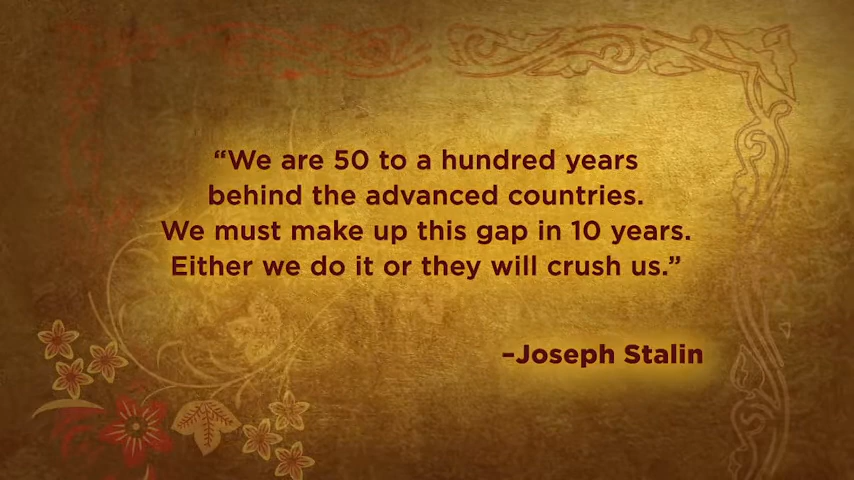 “We are 50 to a hundred years
behind the advanced countries.
We must make up this gap in 10 years.
Either we do it or they will crush us.”
–Joseph Stalin